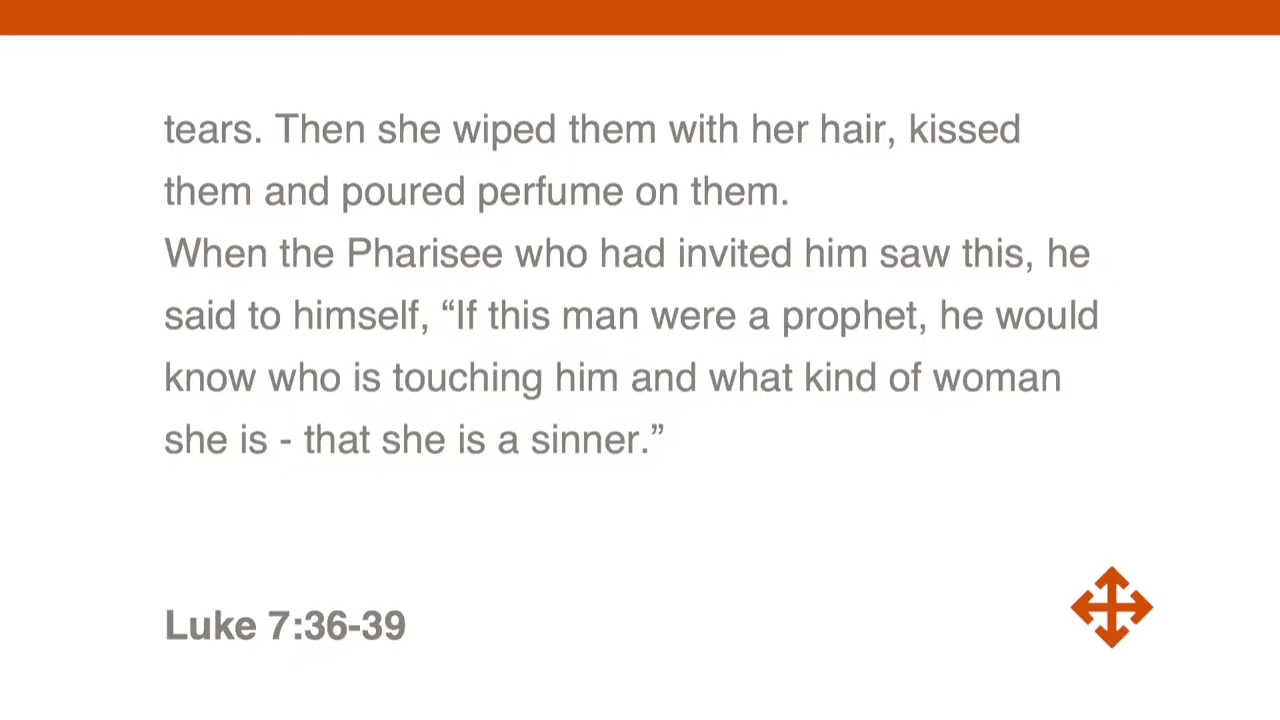 tears. Then she wiped them with her hair, kissed
them and poured perfume on them.
When the Pharisee who had invited him saw this, he
said to himself, “If this man were a prophet, he would
know who is touching him and what kind of woman
she is - that she is a sinner.”
Luke 7:36-39